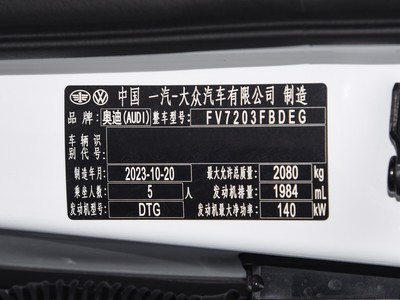 中国 一汽-大众汽车有限公司 制造
品牌: 奥迪(AUDI) 整车型号: FV7203FBDEG
车辆识别代号:
制造年月 2023-10-20 最大允许总质量 2080 kg
乘坐人数 5 人 发动机排量 1984 mL
发动机型号: DTG 发动机最大净功率: 140 kW